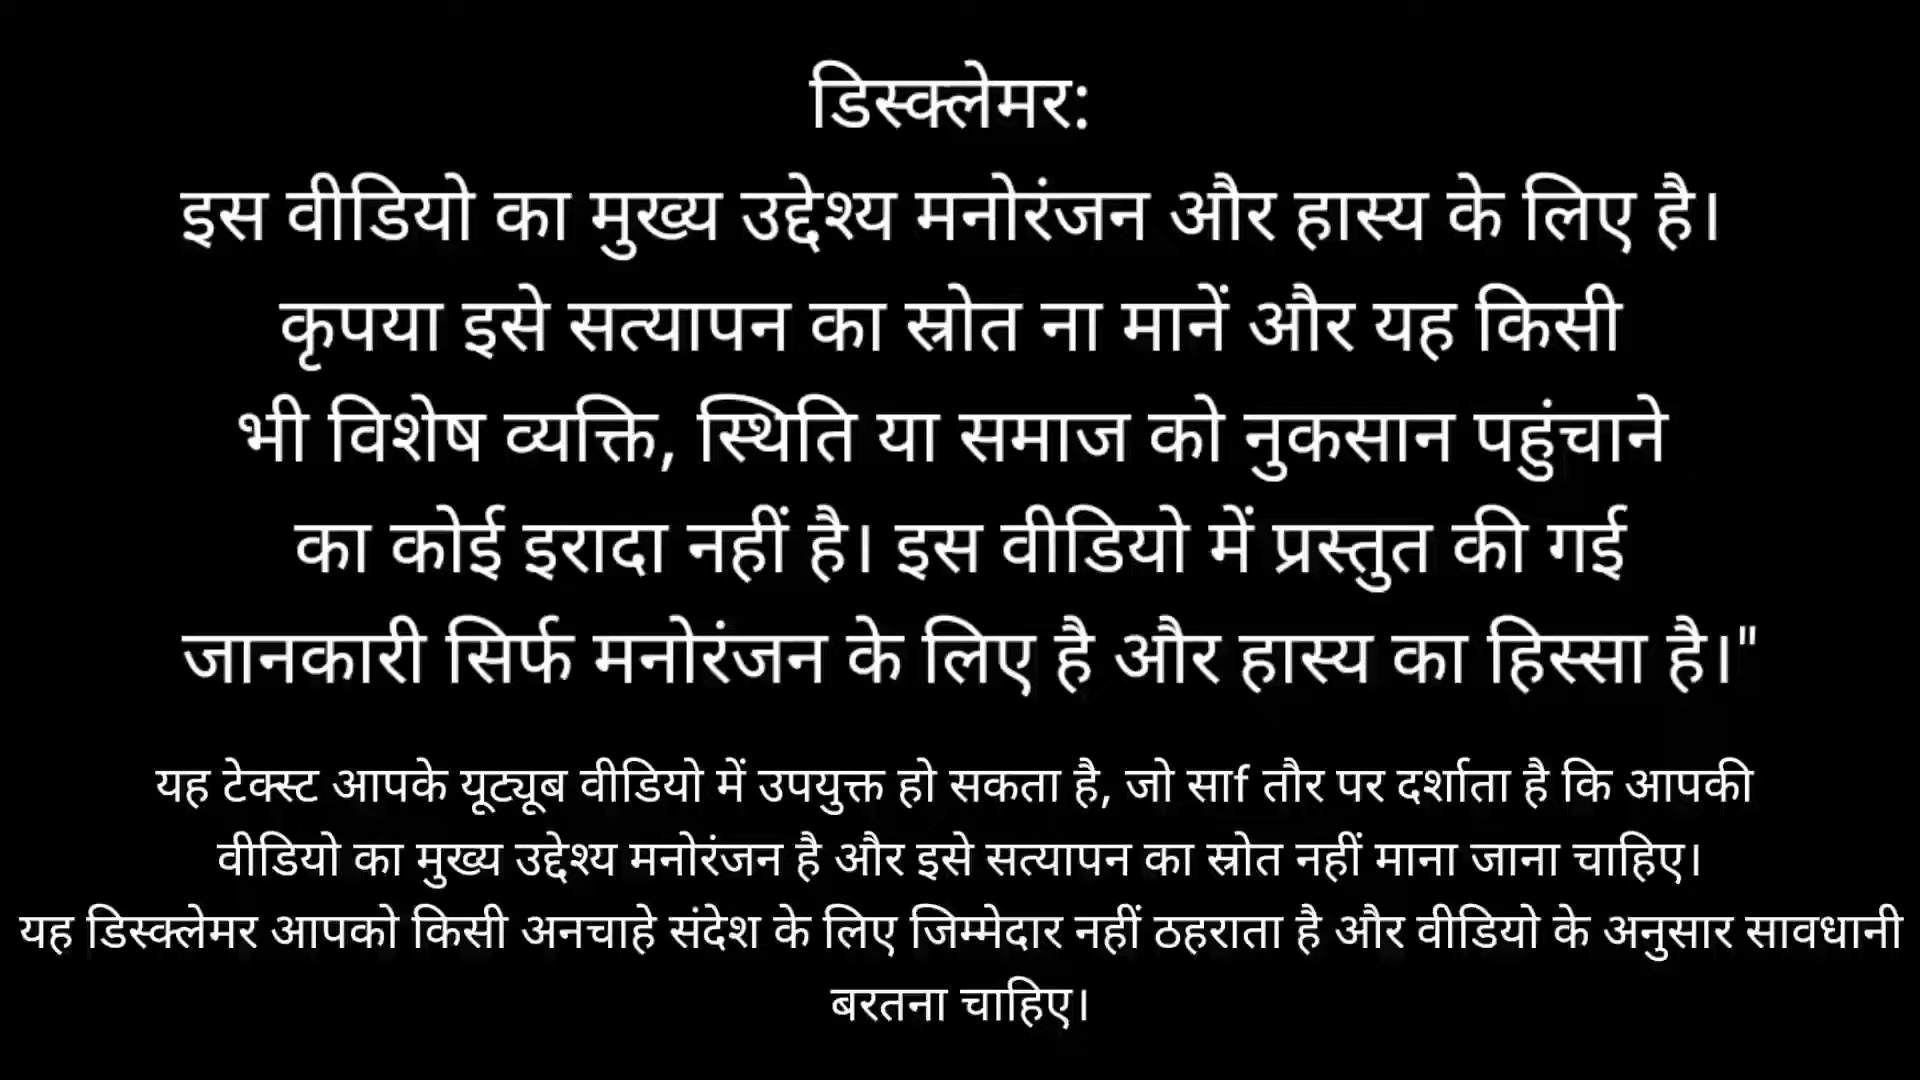 डिस्क्लेमर:
इस वीडियो का मुख्य उद्देश्य मनोरंजन और हास्य के लिए है।
कृपया इसे सत्यापन का स्रोत ना मानें और यह किसी
भी विशेष व्यक्ति, स्थिति या समाज को नुकसान पहुंचाने
का कोई इरादा नहीं है। इस वीडियो में प्रस्तुत की गई
जानकारी सिर्फ मनोरंजन के लिए है और हास्य का हिस्सा है।"
यह टेक्स्ट आपके यूट्यूब वीडियो में उपयुक्त हो सकता है, जो साf तौर पर दर्शाता है कि आपकी
वीडियो का मुख्य उद्देश्य मनोरंजन है और इसे सत्यापन का स्रोत नहीं माना जाना चाहिए।
यह डिस्क्लेमर आपको किसी अनचाहे संदेश के लिए जिम्मेदार नहीं ठहराता है और वीडियो के अनुसार सावधानी
बरतना चाहिए।